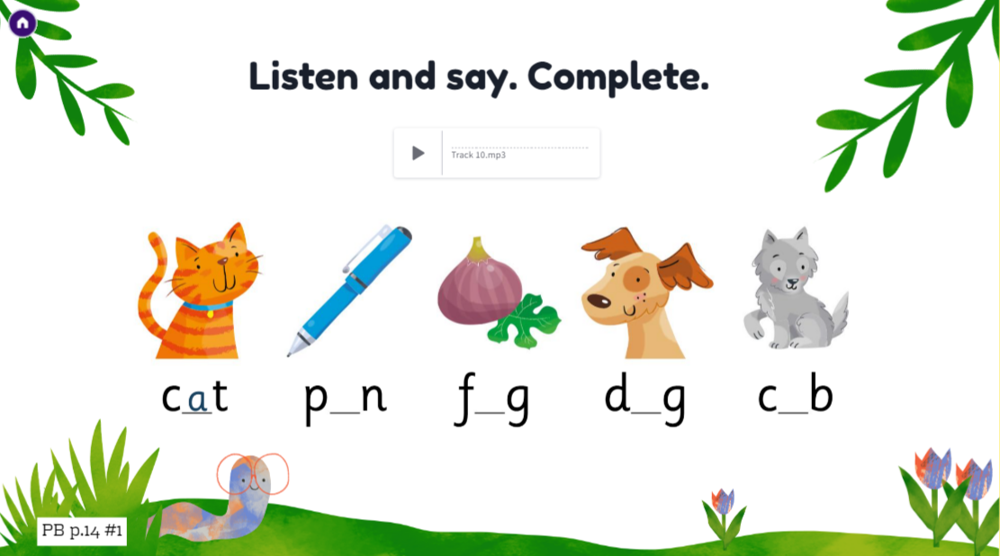 Listen and say. Complete.
Track 10.mp3
cat p_n f_g d_g c_b
PB p.14 #1